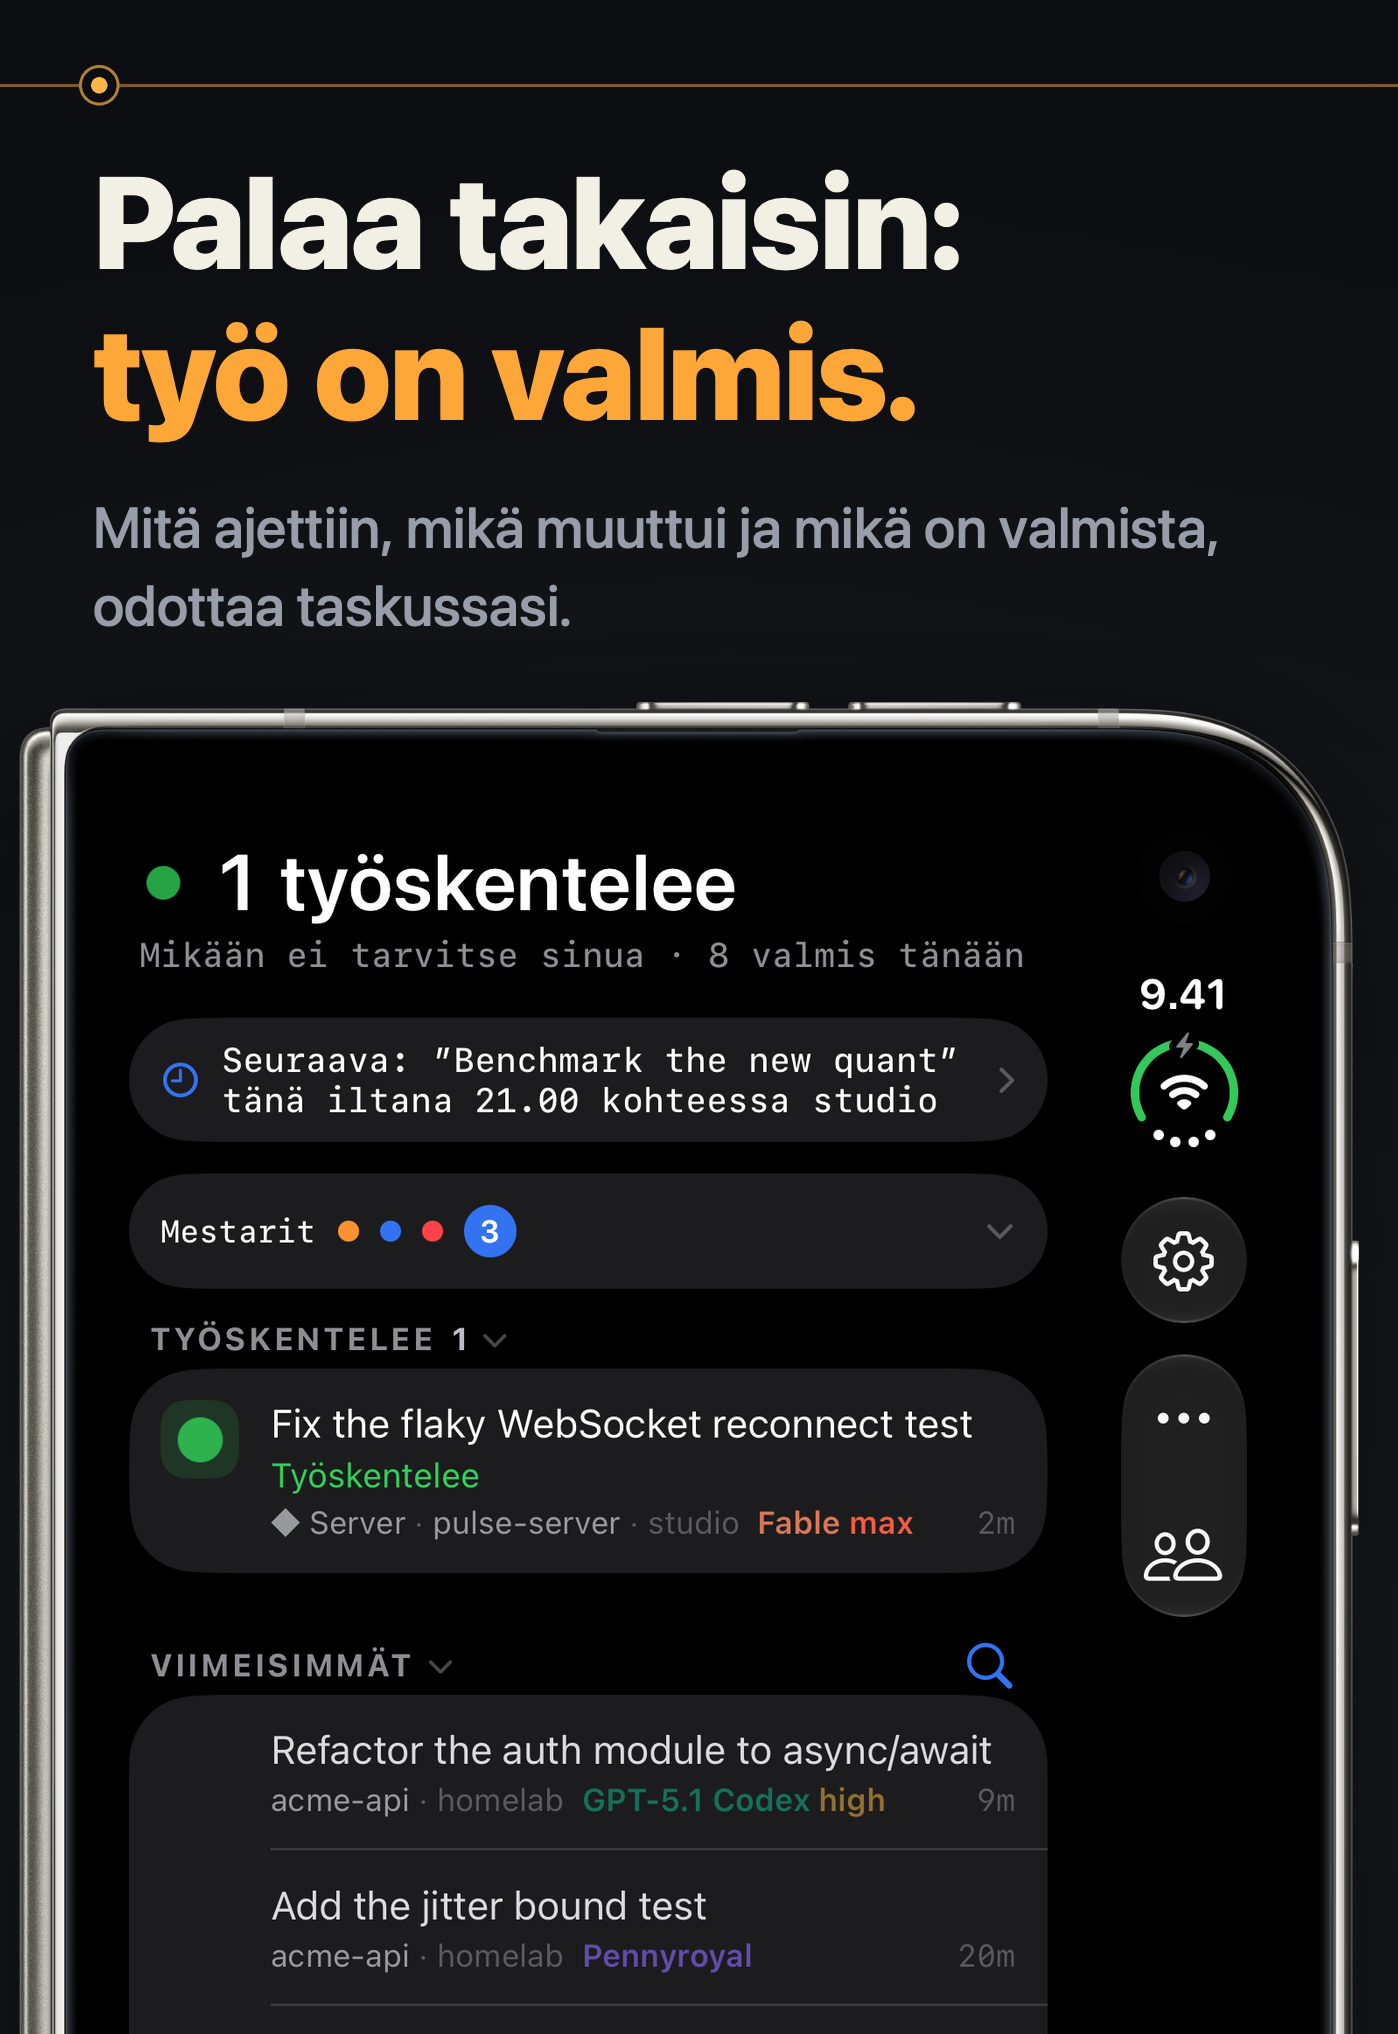 Palaa takaisin:
työ on valmis.
Mitä ajettiin, mikä muuttui ja mikä on valmista,
odottaa taskussasi.
1 työskentelee
Mikään ei tarvitse sinua · 8 valmis tänään
9.41
Seuraava: ”Benchmark the new quant”
tänä iltana 21.00 kohteessa studio
Mestarit 3
TYÖSKENTELEE 1
Fix the flaky WebSocket reconnect test
Työskentelee
Server · pulse-server · studio Fable max 2m
VIIMEISIMMÄT
Refactor the auth module to async/await
acme-api · homelab GPT-5.1 Codex high 9m
Add the jitter bound test
acme-api · homelab Pennyroyal 20m